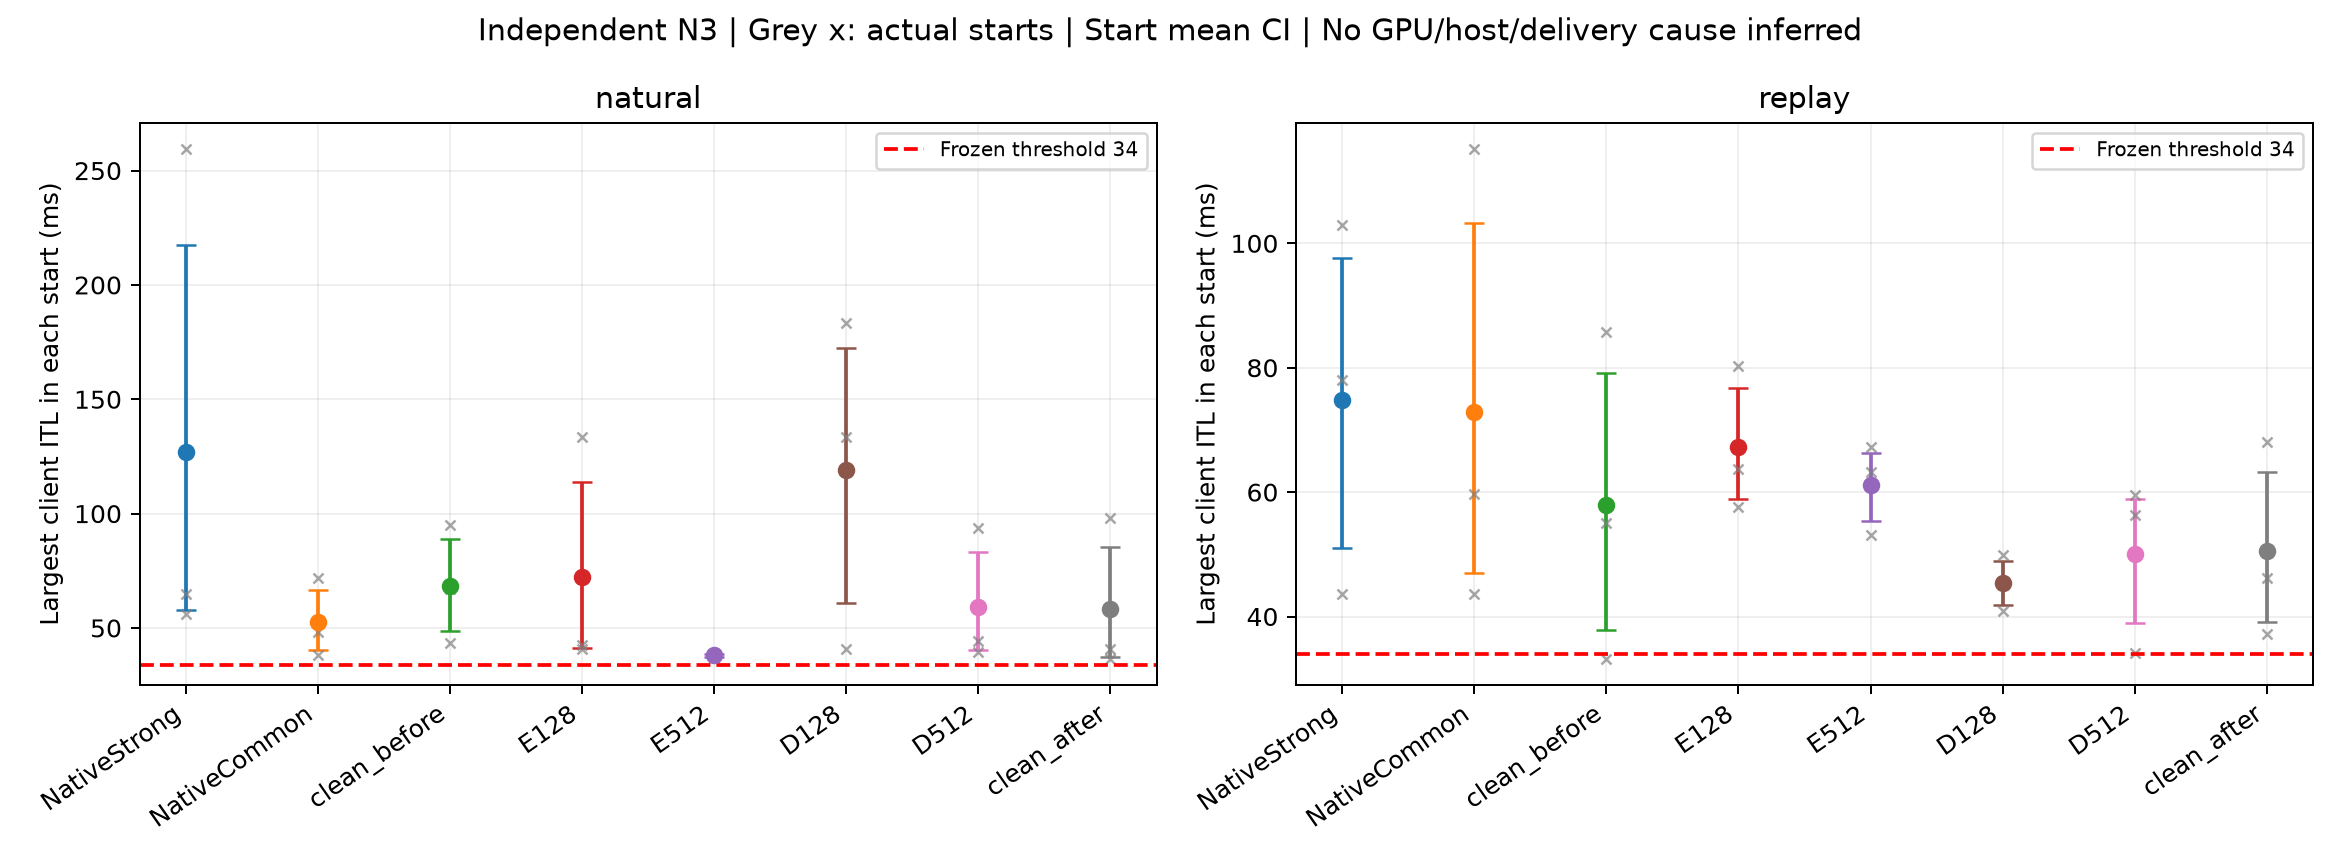 Independent N3 | Grey x: actual starts | Start mean CI | No GPU/host/delivery cause inferred
natural
Largest client ITL in each start (ms)
250
200
150
100
50
Frozen threshold 34
NativeStrong
NativeCommon
clean_before
E128
E512
D128
D512
clean_after
replay
Largest client ITL in each start (ms)
100
80
60
40
Frozen threshold 34
NativeStrong
NativeCommon
clean_before
E128
E512
D128
D512
clean_after